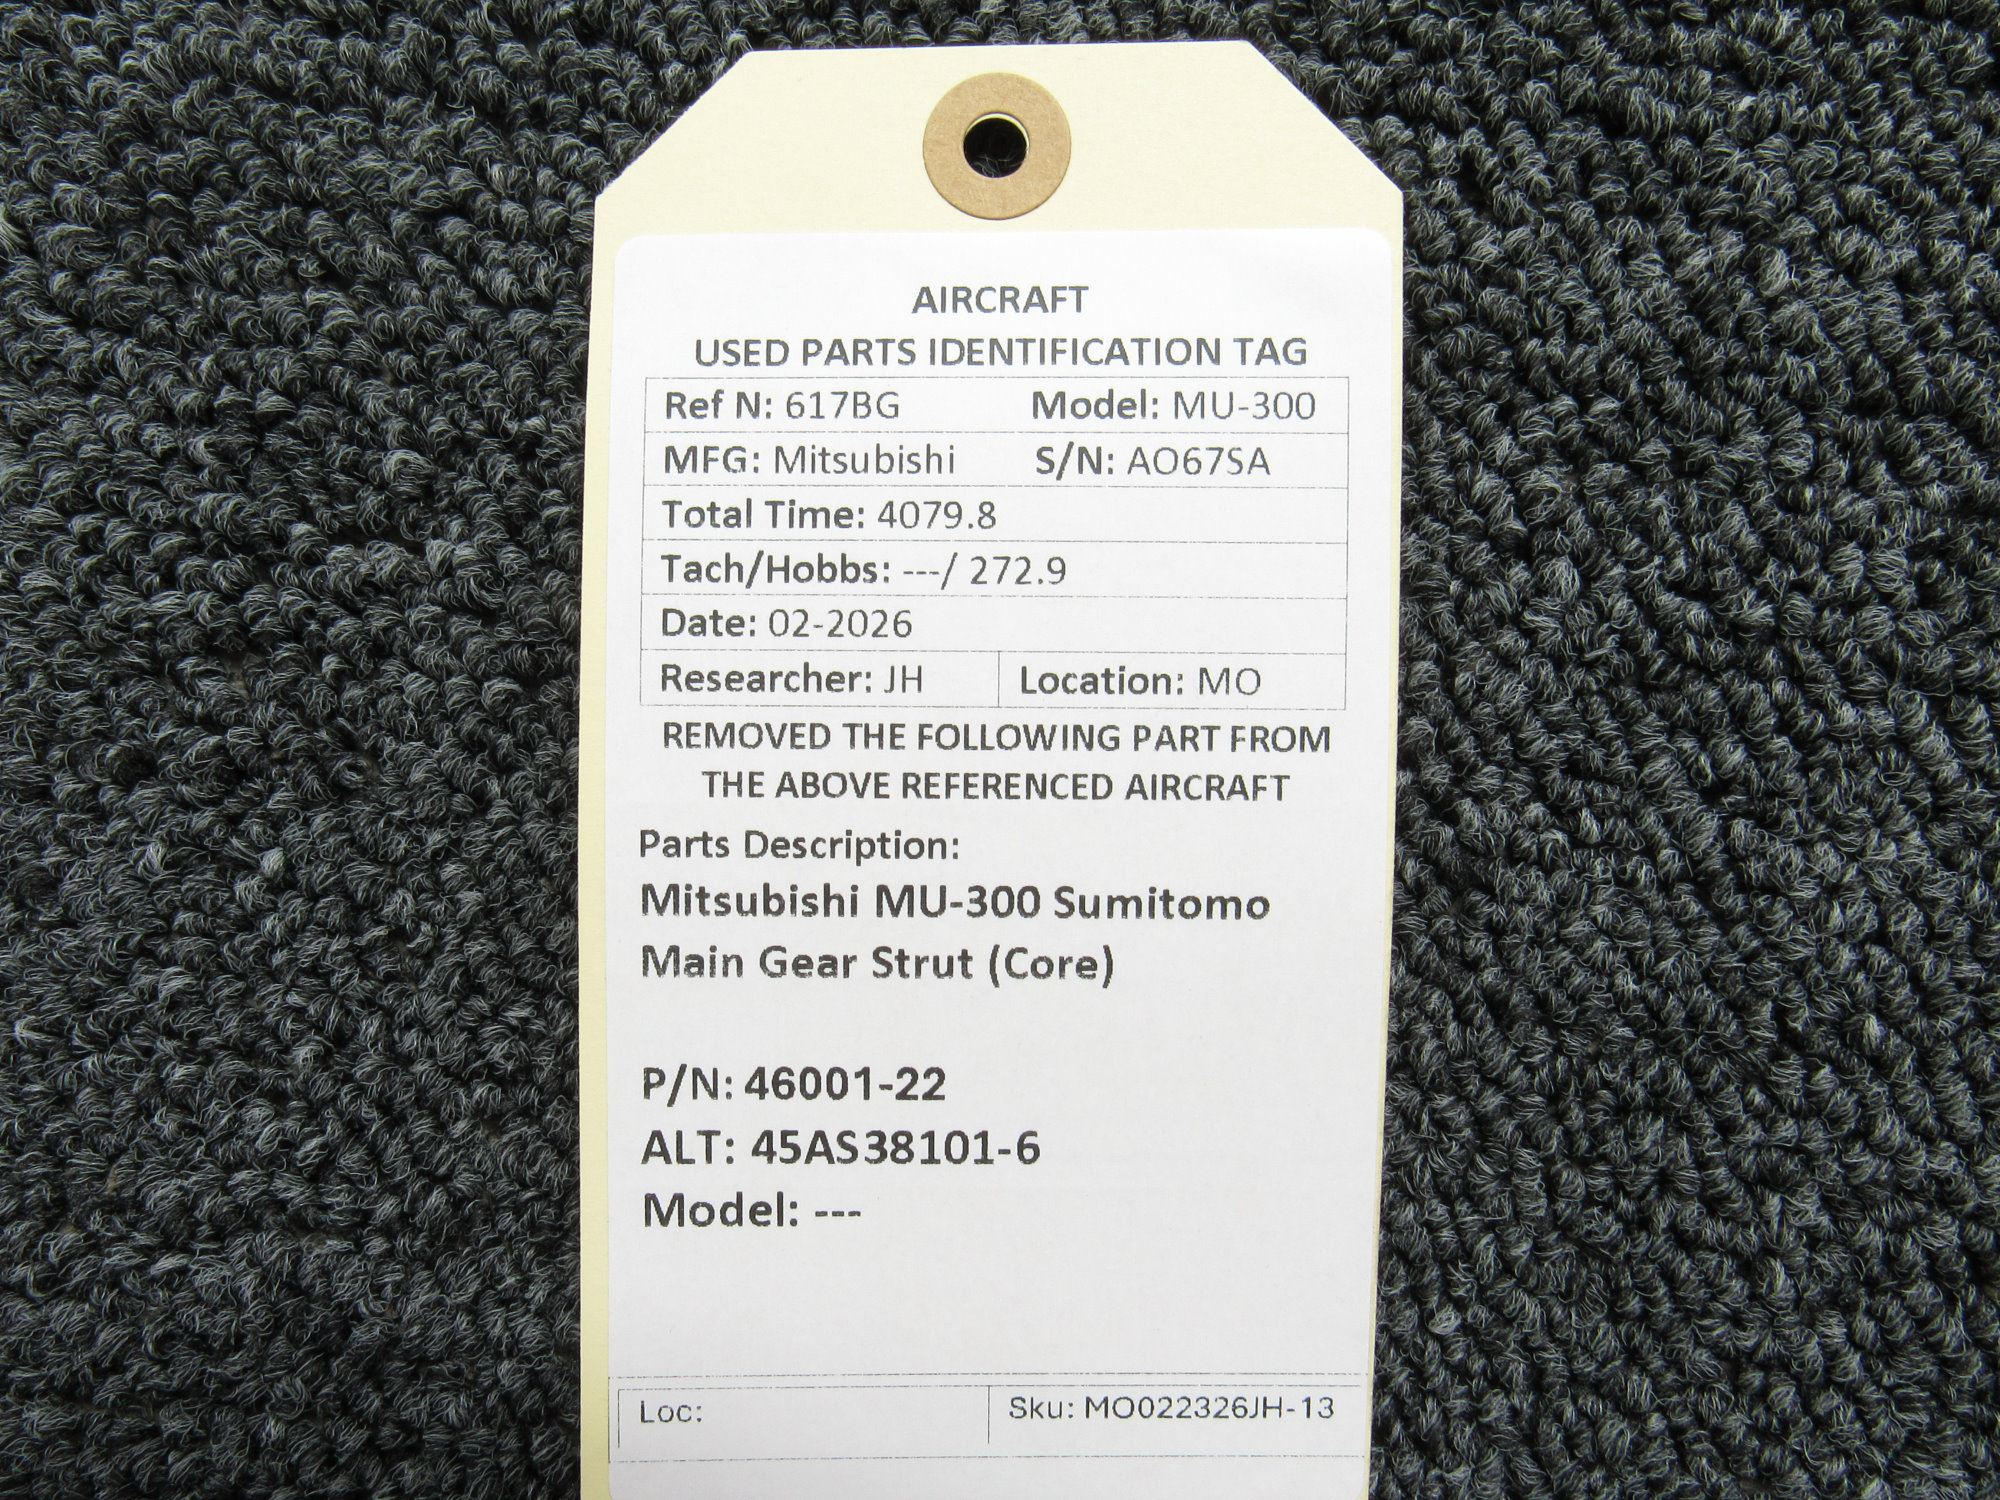 AIRCRAFT
USED PARTS IDENTIFICATION TAG
Ref N: 617BG Model: MU-300
MFG: Mitsubishi S/N: AO67SA
Total Time: 4079.8
Tach/Hobbs: ---/ 272.9
Date: 02-2026
Researcher: JH Location: MO
REMOVED THE FOLLOWING PART FROM
THE ABOVE REFERENCED AIRCRAFT
Parts Description:
Mitsubishi MU-300 Sumitomo
Main Gear Strut (Core)
P/N: 46001-22
ALT: 45AS38101-6
Model: ---
Loc: Sku: MO022326JH-13